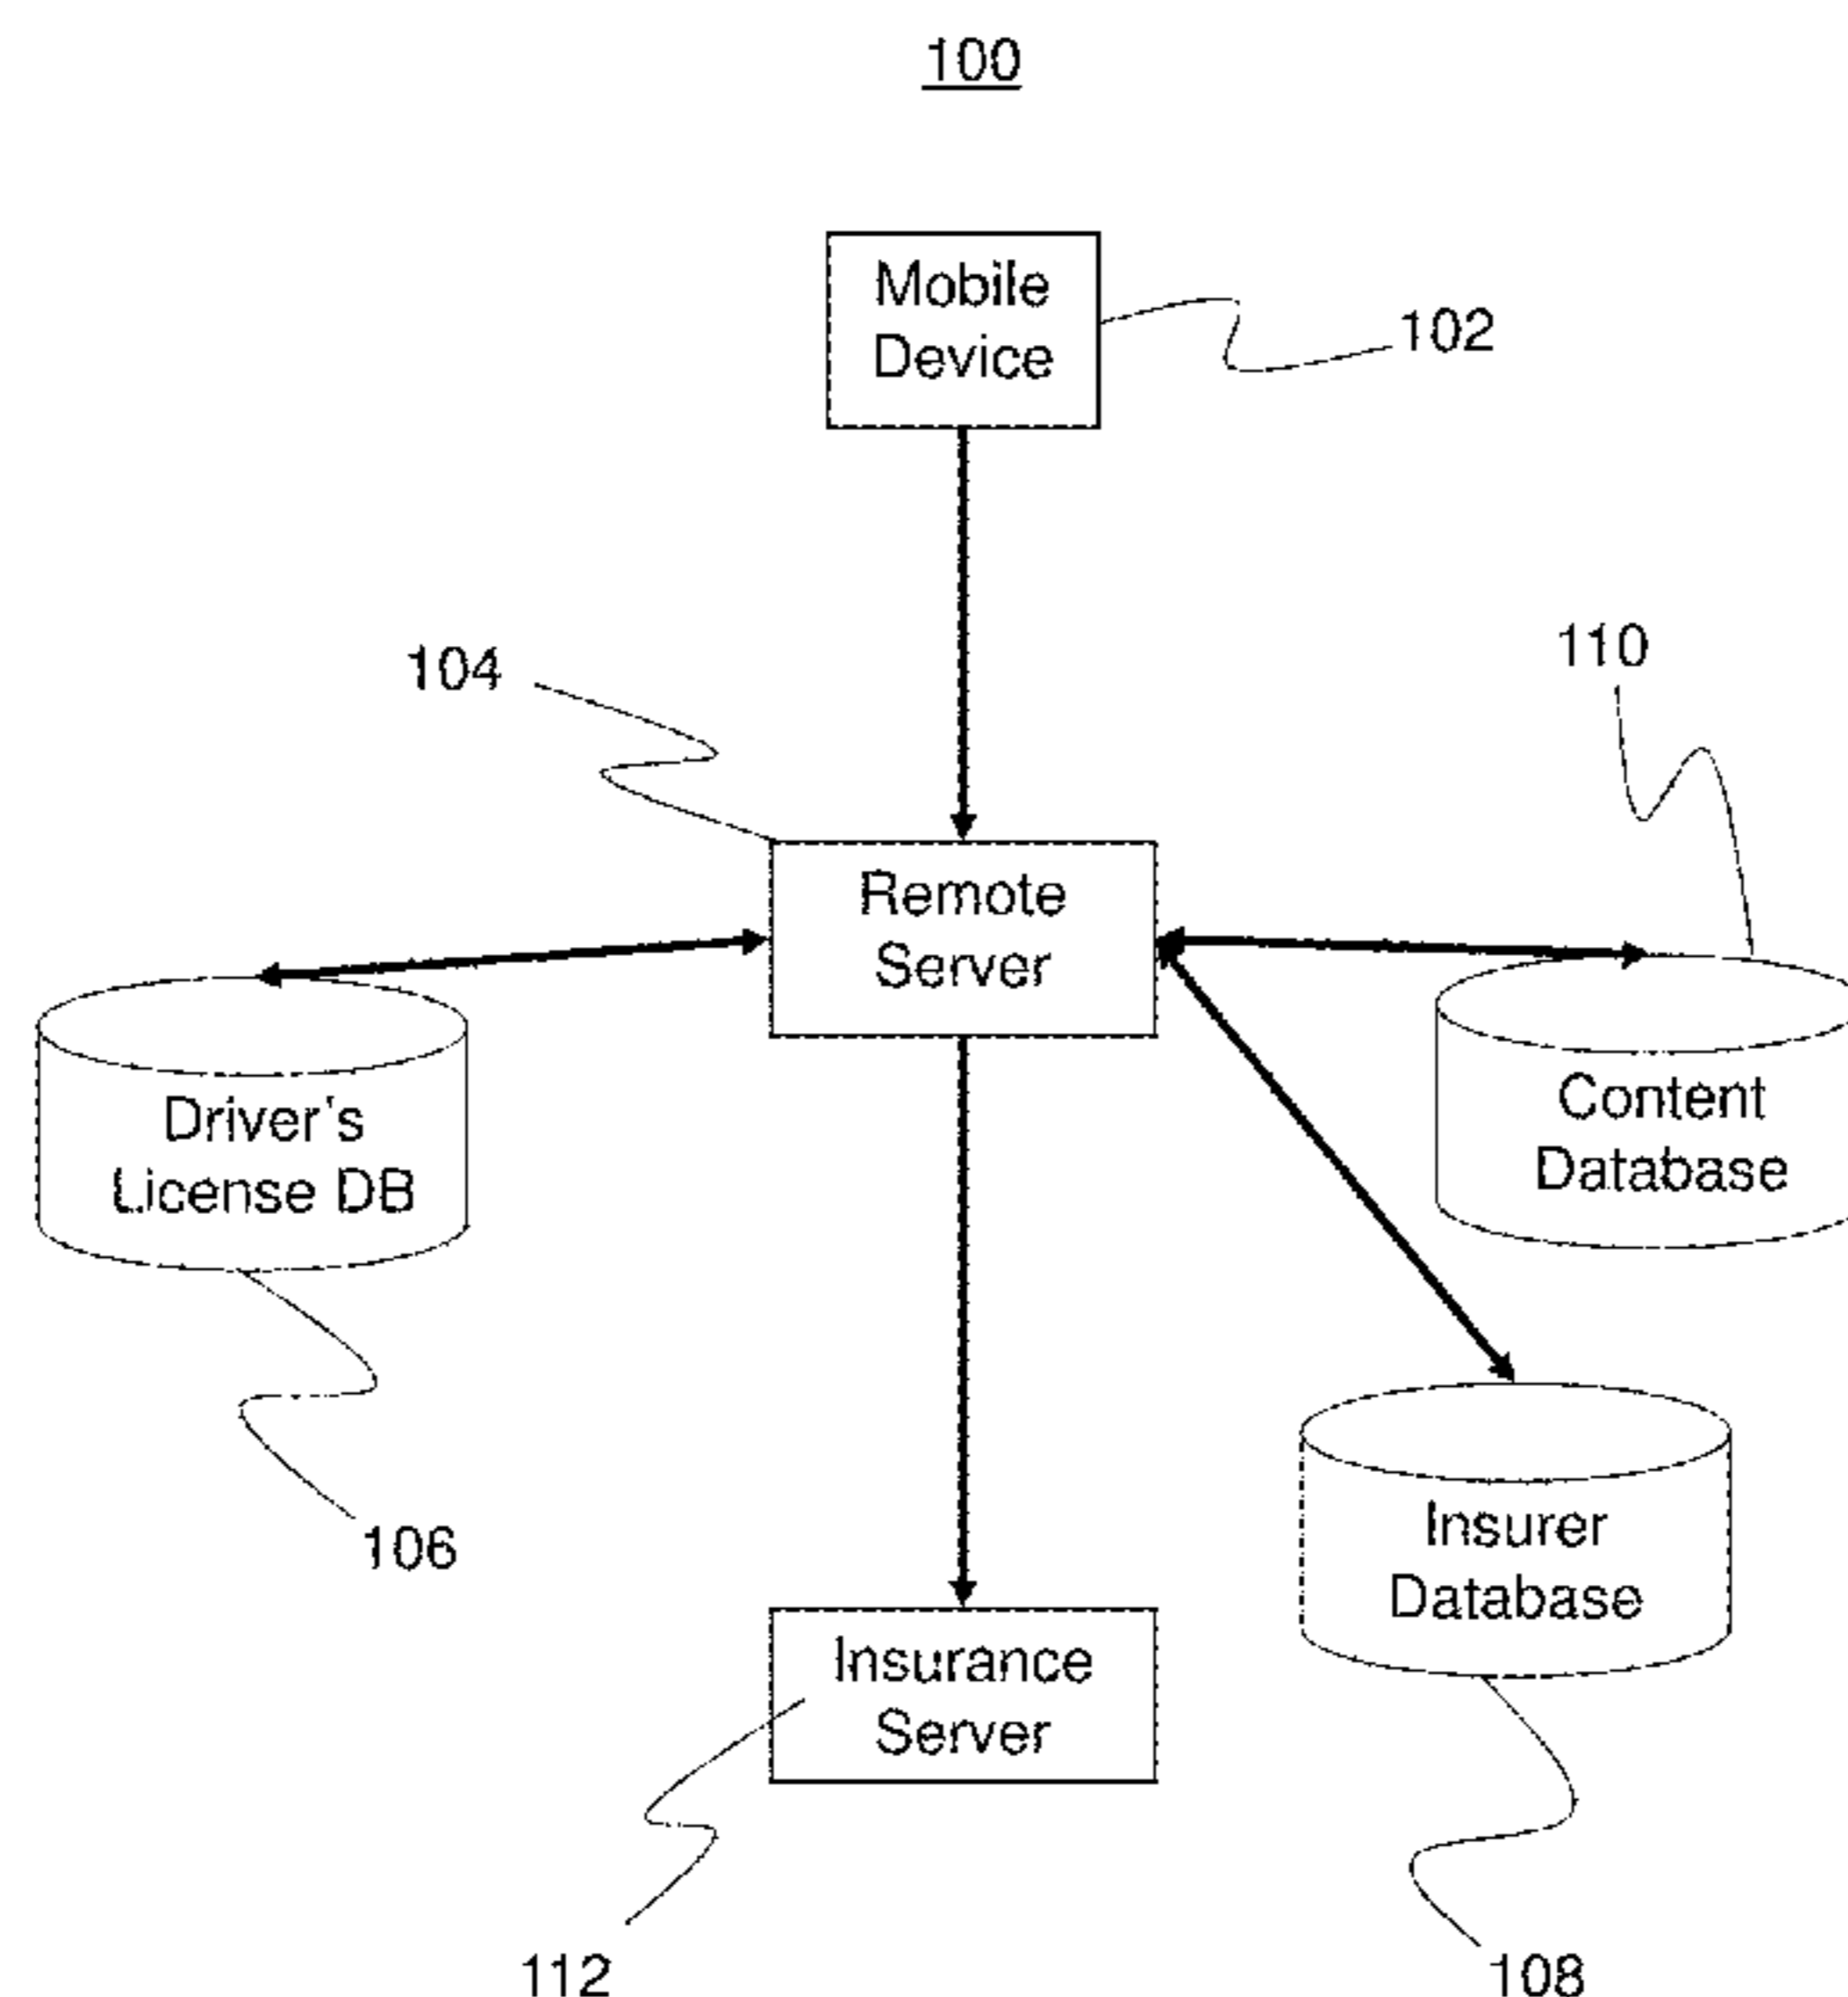 100
Mobile
Device
102
104
110
Remote
Server
Driver's
License DB
Content
Database
106
Insurer
Database
Insurance
Server
112
108